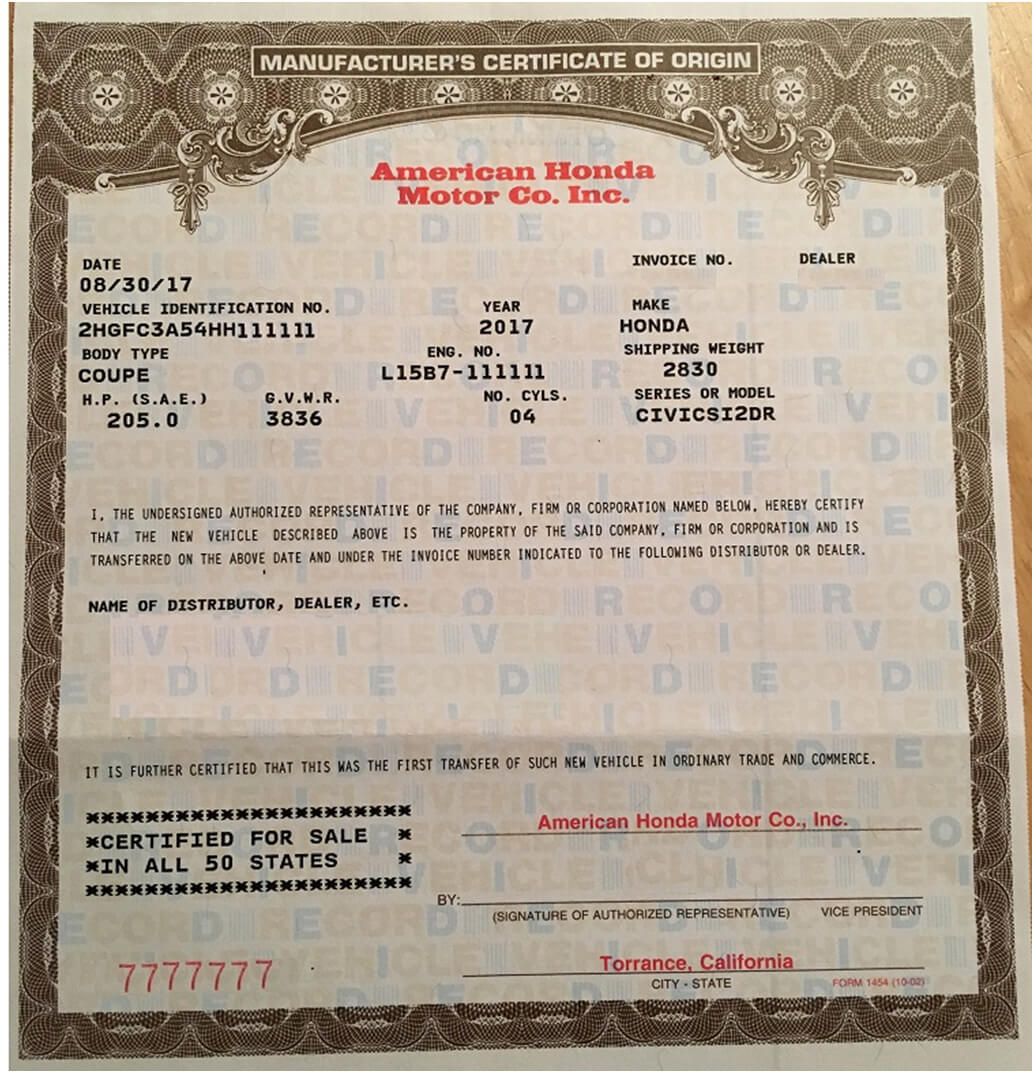 MANUFACTURER'S CERTIFICATE OF ORIGIN
American Honda
Motor Co. Inc.
DATE INVOICE NO. DEALER
08/30/17
VEHICLE IDENTIFICATION NO. YEAR MAKE
2HGFC3A54HH111111 2017 HONDA
BODY TYPE ENG. NO. SHIPPING WEIGHT
COUPE L15B7-111111 2830
H.P. (S.A.E.) G.V.W.R. NO. CYLS. SERIES OR MODEL
205.0 3836 04 CIVICSI2DR
I, THE UNDERSIGNED AUTHORIZED REPRESENTATIVE OF THE COMPANY, FIRM OR CORPORATION NAMED BELOW, HEREBY CERTIFY
THAT THE NEW VEHICLE DESCRIBED ABOVE IS THE PROPERTY OF THE SAID COMPANY, FIRM OR CORPORATION AND IS
TRANSFERRED ON THE ABOVE DATE AND UNDER THE INVOICE NUMBER INDICATED TO THE FOLLOWING DISTRIBUTOR OR DEALER.
NAME OF DISTRIBUTOR, DEALER, ETC.
IT IS FURTHER CERTIFIED THAT THIS WAS THE FIRST TRANSFER OF SUCH NEW VEHICLE IN ORDINARY TRADE AND COMMERCE.
**********************
*CERTIFIED FOR SALE *
*IN ALL 50 STATES *
**********************
American Honda Motor Co., Inc.
BY:
(SIGNATURE OF AUTHORIZED REPRESENTATIVE) VICE PRESIDENT
7777777
Torrance, California
CITY - STATE FORM 1454 (10-02)